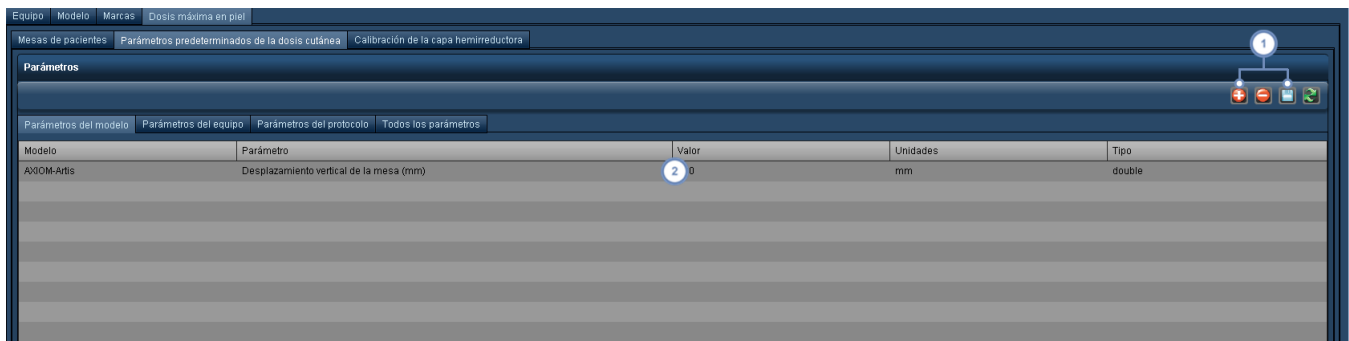 Equipo Modelo Marcas Dosis máxima en piel
Mesas de pacientes Parámetros predeterminados de la dosis cutánea Calibración de la capa hemirreductora
1
Parámetros
Parámetros del modelo Parámetros del equipo Parámetros del protocolo Todos los parámetros
Modelo Parámetro Valor Unidades Tipo
AXIOM-Artis Desplazamiento vertical de la mesa (mm) 2 0 mm double